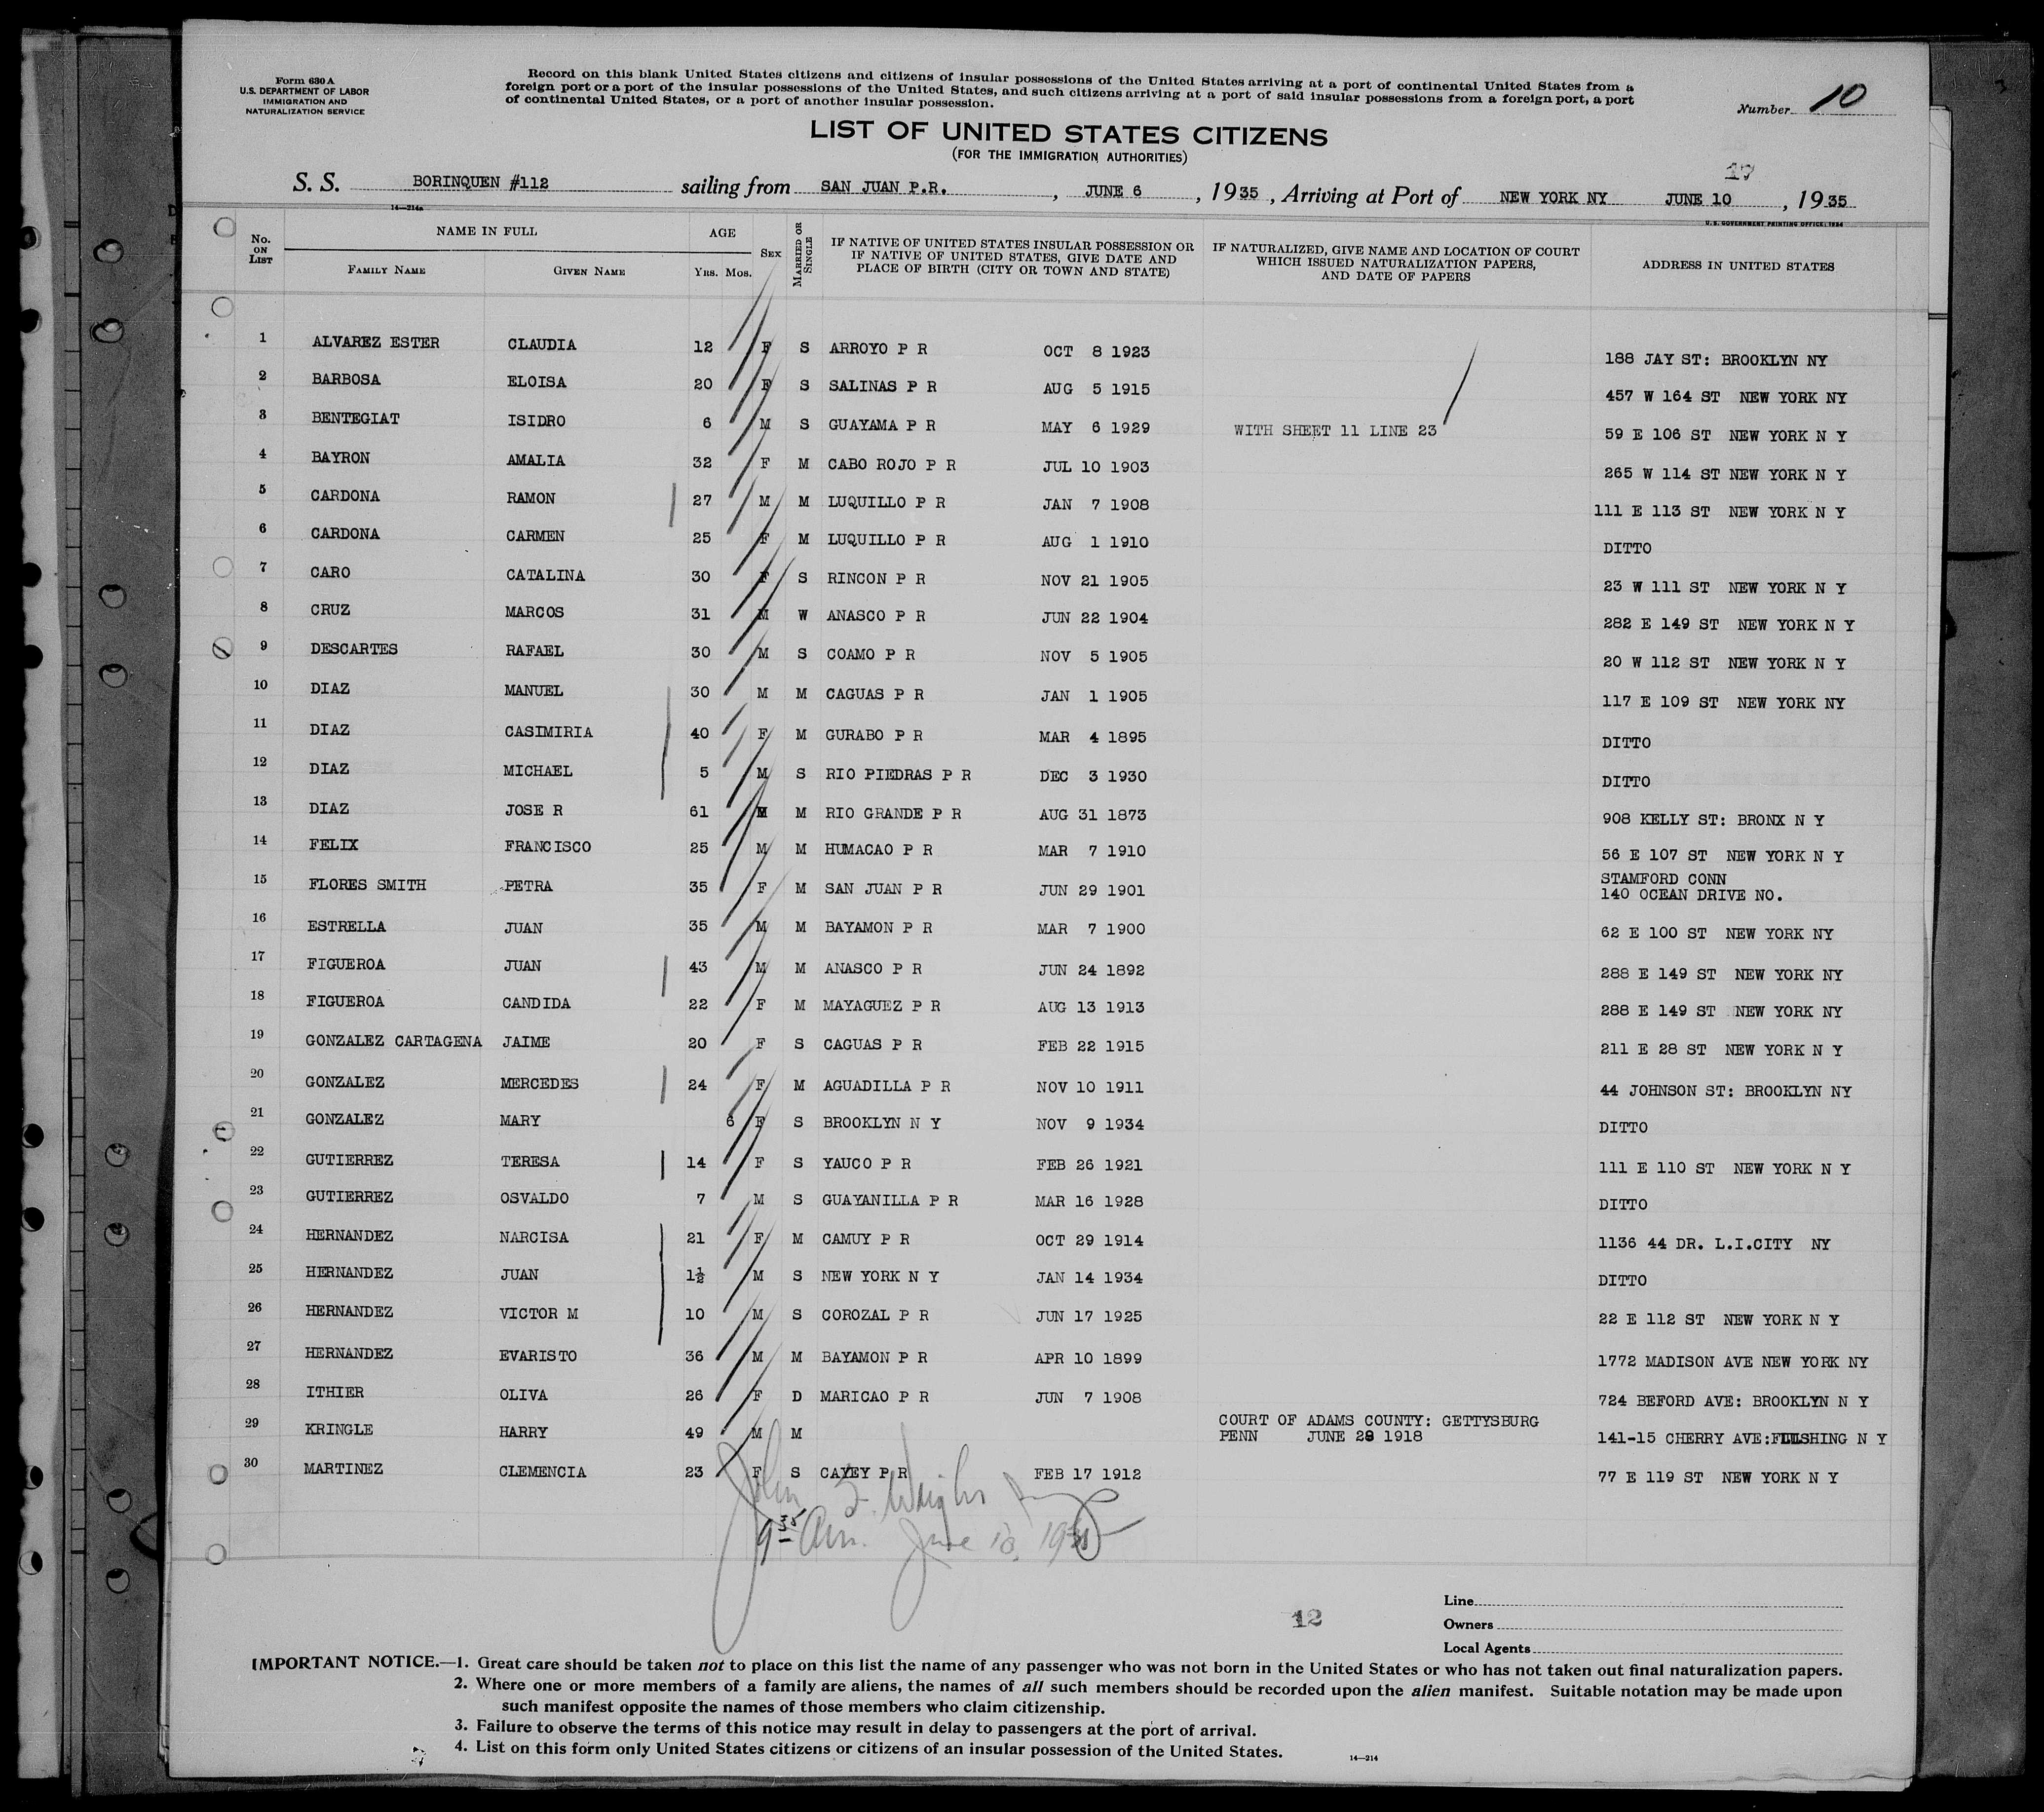 Form 630 A
U.S. DEPARTMENT OF LABOR
IMMIGRATION AND
NATURALIZATION SERVICE
Record on this blank United States citizens and citizens of insular possessions of the United States arriving at a port of continental United States from a
foreign port or a port of the insular possessions of the United States, and such citizens arriving at a port of said insular possessions from a foreign port, a port
of continental United States, or a port of another insular possession.
Number 10
LIST OF UNITED STATES CITIZENS
(FOR THE IMMIGRATION AUTHORITIES)
17
S. S. BORINQUEN #112 sailing from SAN JUAN P.R. , JUNE 6 , 1935 , Arriving at Port of NEW YORK NY JUNE 10 , 1935
14—214a
U. S. GOVERNMENT PRINTING OFFICE: 1934
No. ON LIST NAME IN FULL FAMILY NAME GIVEN NAME AGE YRS. MOS. SEX MARRIED OR SINGLE IF NATIVE OF UNITED STATES INSULAR POSSESSION OR IF NATIVE OF UNITED STATES, GIVE DATE AND PLACE OF BIRTH (CITY OR TOWN AND STATE) IF NATURALIZED, GIVE NAME AND LOCATION OF COURT WHICH ISSUED NATURALIZATION PAPERS, AND DATE OF PAPERS ADDRESS IN UNITED STATES
1 ALVAREZ ESTER CLAUDIA 12 F S ARROYO P R OCT 8 1923 188 JAY ST: BROOKLYN NY
2 BARBOSA ELOISA 20 F S SALINAS P R AUG 5 1915 457 W 164 ST NEW YORK NY
3 BENTEGIAT ISIDRO 6 M S GUAYAMA P R MAY 6 1929 WITH SHEET 11 LINE 23 59 E 106 ST NEW YORK N Y
4 BAYRON AMALIA 32 F M CABO ROJO P R JUL 10 1903 265 W 114 ST NEW YORK N Y
5 CARDONA RAMON 27 M M LUQUILLO P R JAN 7 1908 111 E 113 ST NEW YORK N Y
6 CARDONA CARMEN 25 F M LUQUILLO P R AUG 1 1910 DITTO
7 CARO CATALINA 30 F S RINCON P R NOV 21 1905 23 W 111 ST NEW YORK N Y
8 CRUZ MARCOS 31 M W ANASCO P R JUN 22 1904 282 E 149 ST NEW YORK N Y
9 DESCARTES RAFAEL 30 M S COAMO P R NOV 5 1905 20 W 112 ST NEW YORK N Y
10 DIAZ MANUEL 30 M M CAGUAS P R JAN 1 1905 117 E 109 ST NEW YORK NY
11 DIAZ CASIMIRIA 40 F M GURABO P R MAR 4 1895 DITTO
12 DIAZ MICHAEL 5 M S RIO PIEDRAS P R DEC 3 1930 DITTO
13 DIAZ JOSE R 61 M M RIO GRANDE P R AUG 31 1873 908 KELLY ST: BRONX N Y
14 FELIX FRANCISCO 25 M M HUMACAO P R MAR 7 1910 56 E 107 ST NEW YORK N Y
15 FLORES SMITH PETRA 35 F M SAN JUAN P R JUN 29 1901 STAMFORD CONN
140 OCEAN DRIVE NO.
16 ESTRELLA JUAN 35 M M BAYAMON P R MAR 7 1900 62 E 100 ST NEW YORK NY
17 FIGUEROA JUAN 43 M M ANASCO P R JUN 24 1892 288 E 149 ST NEW YORK NY
18 FIGUEROA CANDIDA 22 F M MAYAGUEZ P R AUG 13 1913 288 E 149 ST NEW YORK NY
19 GONZALEZ CARTAGENA JAIME 20 F S CAGUAS P R FEB 22 1915 211 E 28 ST NEW YORK N Y
20 GONZALEZ MERCEDES 24 F M AGUADILLA P R NOV 10 1911 44 JOHNSON ST: BROOKLYN NY
21 GONZALEZ MARY 6 F S BROOKLYN N Y NOV 9 1934 DITTO
22 GUTIERREZ TERESA 14 F S YAUCO P R FEB 26 1921 111 E 110 ST NEW YORK N Y
23 GUTIERREZ OSVALDO 7 M S GUAYANILLA P R MAR 16 1928 DITTO
24 HERNANDEZ NARCISA 21 F M CAMUY P R OCT 29 1914 1136 44 DR. L.I.CITY NY
25 HERNANDEZ JUAN 1½ M S NEW YORK N Y JAN 14 1934 DITTO
26 HERNANDEZ VICTOR M 10 M S COROZAL P R JUN 17 1925 22 E 112 ST NEW YORK N Y
27 HERNANDEZ EVARISTO 36 M M BAYAMON P R APR 10 1899 1772 MADISON AVE NEW YORK NY
28 ITHIER OLIVA 26 F D MARICAO P R JUN 7 1908 724 BEFORD AVE: BROOKLYN N Y
29 KRINGLE HARRY 49 M M COURT OF ADAMS COUNTY: GETTYSBURG
PENN JUNE 28 1918 141-15 CHERRY AVE:FLUSHING N Y
30 MARTINEZ CLEMENCIA 23 F S CAYEY P R FEB 17 1912 77 E 119 ST NEW YORK N Y
John Wright
9 35 Am. June 10, 1935
12
Line
Owners
Local Agents
IMPORTANT NOTICE.—1. Great care should be taken not to place on this list the name of any passenger who was not born in the United States or who has not taken out final naturalization papers.
2. Where one or more members of a family are aliens, the names of all such members should be recorded upon the alien manifest. Suitable notation may be made upon
such manifest opposite the names of those members who claim citizenship.
3. Failure to observe the terms of this notice may result in delay to passengers at the port of arrival.
4. List on this form only United States citizens or citizens of an insular possession of the United States.
14—214